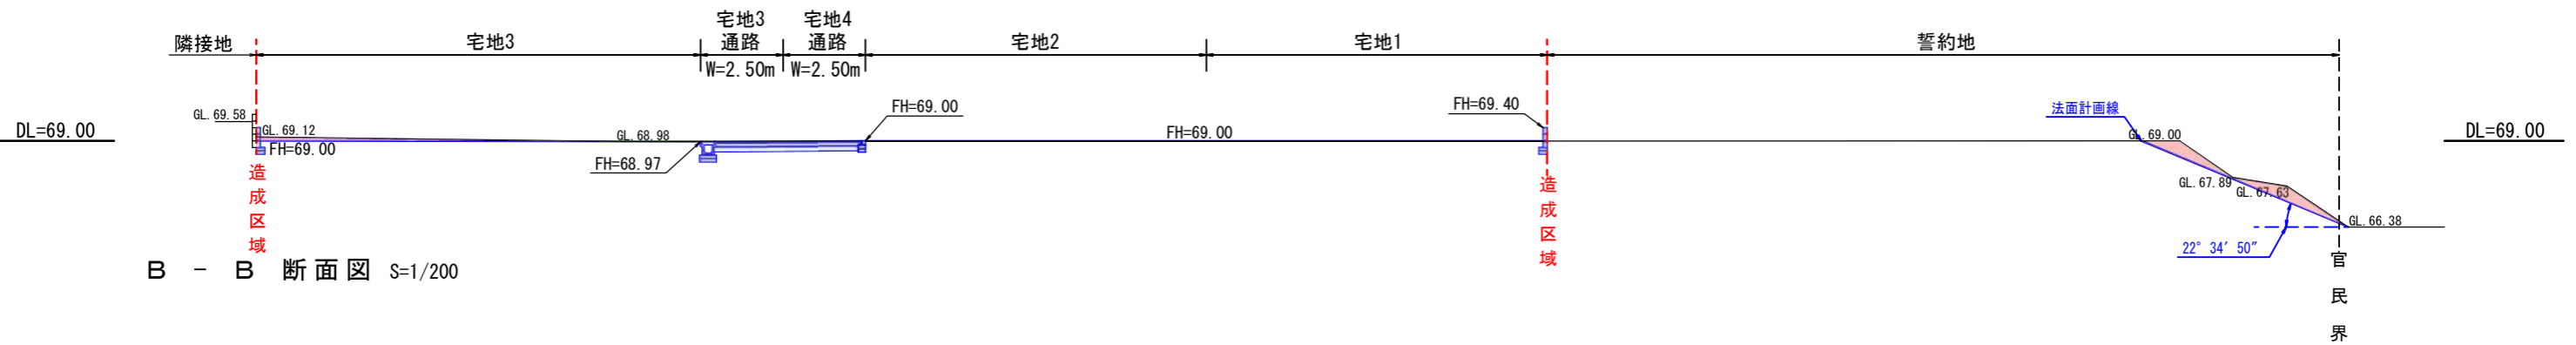 隣接地
宅地3
宅地3
通路
W=2.50m
宅地4
通路
W=2.50m
宅地2
宅地1
誓約地
DL=69.00
GL.69.58
GL.69.12
FH=69.00
GL.68.98
FH=68.97
FH=69.00
FH=69.00
FH=69.40
法面計画線
GL.69.00
GL.67.89
GL.67.63
GL.66.38
22° 34′ 50″
DL=69.00
造成区域
造成区域
官民界
B - B 断面図 S=1/200